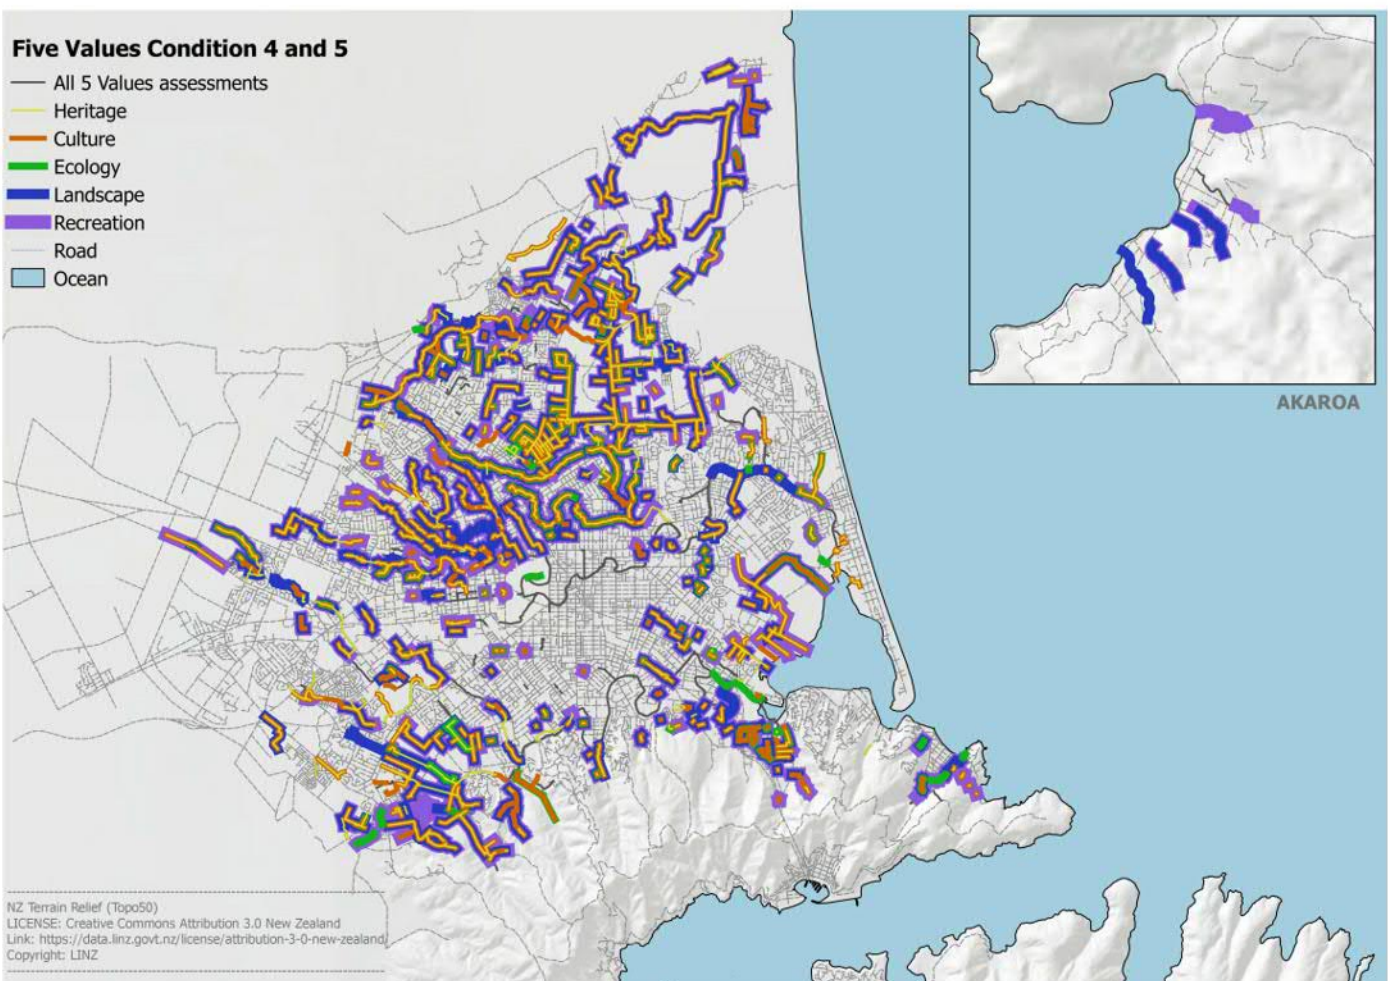 Five Values Condition 4 and 5
All 5 Values assessments
Heritage
Culture
Ecology
Landscape
Recreation
Road
Ocean
AKAROA
NZ Terrain Relief (Topo50)
LICENSE: Creative Commons Attribution 3.0 New Zealand
Link: https://data.linz.govt.nz/license/attribution-3-0-new-zealand/
Copyright: LINZ